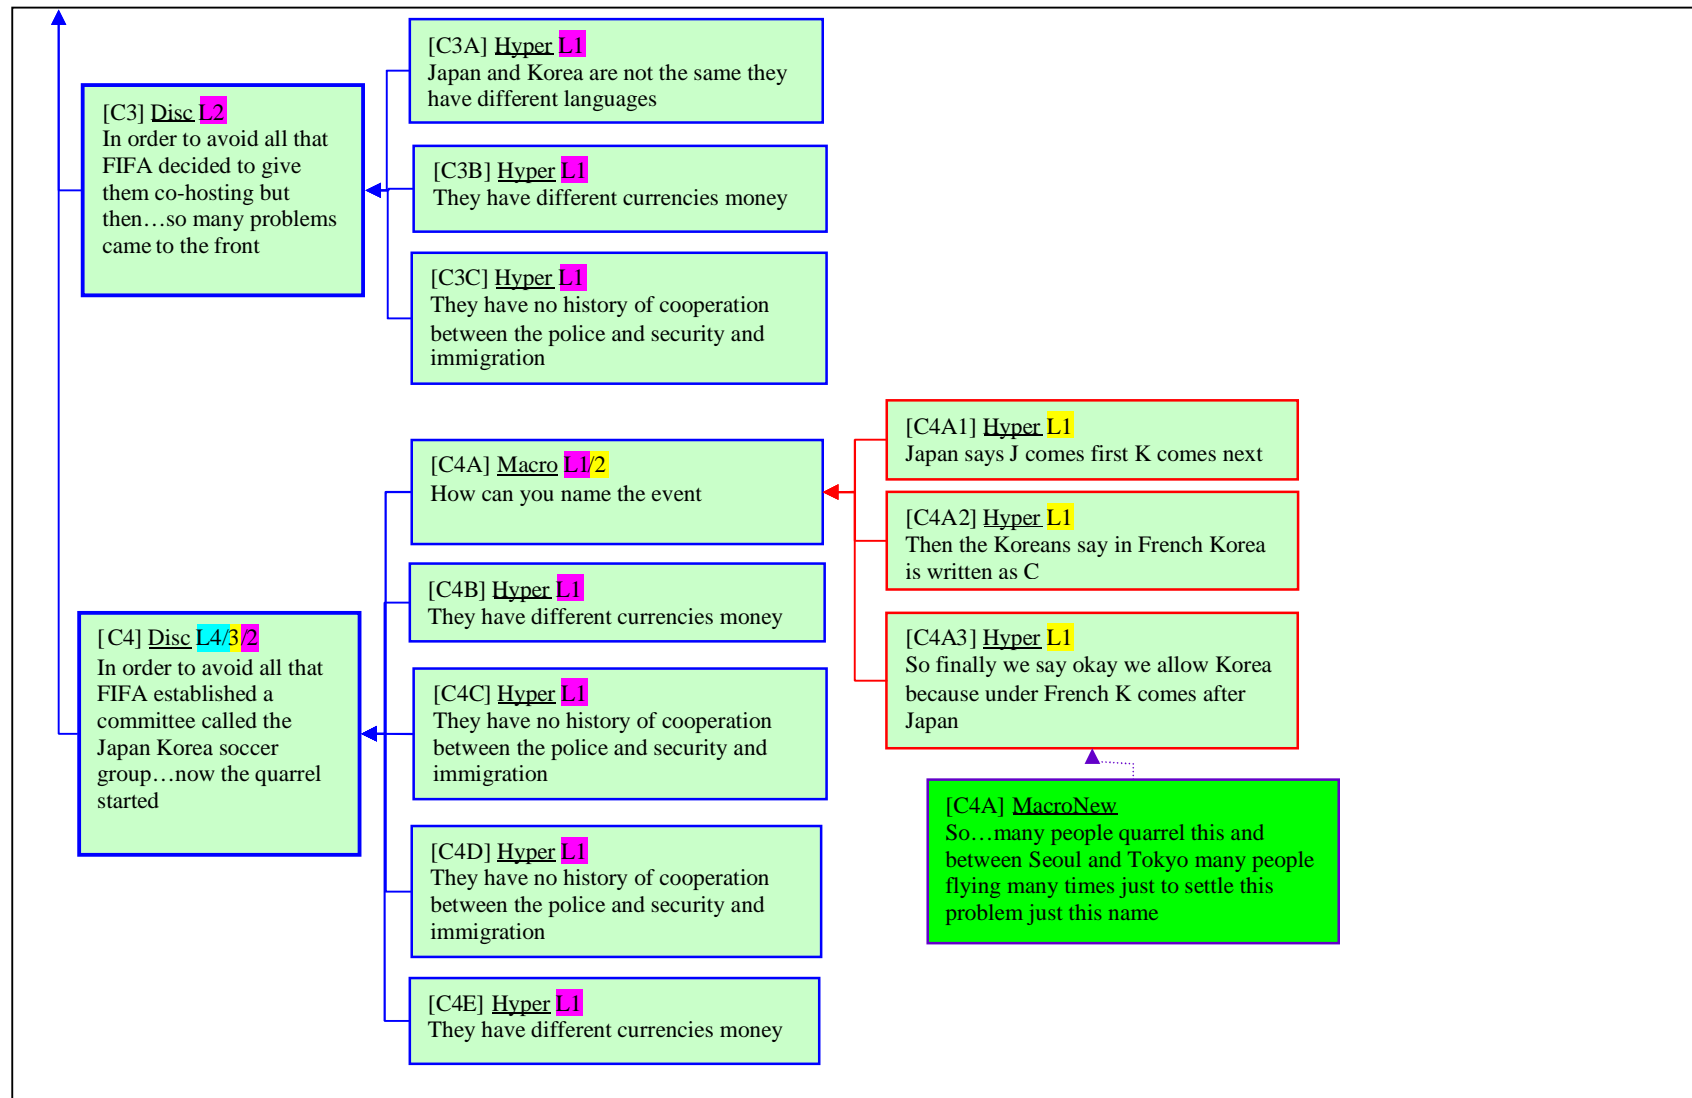 [C3A] Hyper L1
Japan and Korea are not the same they
have different languages
[C3] Disc L2
In order to avoid all that
FIFA decided to give
them co-hosting but
then…so many problems
came to the front
[C3B] Hyper L1
They have different currencies money
[C3C] Hyper L1
They have no history of cooperation
between the police and security and
immigration
[C4A] Macro L1/2
How can you name the event
[C4A1] Hyper L1
Japan says J comes first K comes next
[C4A2] Hyper L1
Then the Koreans say in French Korea
is written as C
[C4A3] Hyper L1
So finally we say okay we allow Korea
because under French K comes after
Japan
[C4B] Hyper L1
They have different currencies money
[C4] Disc L4/3/2
In order to avoid all that
FIFA established a
committee called the
Japan Korea soccer
group…now the quarrel
started
[C4C] Hyper L1
They have no history of cooperation
between the police and security and
immigration
[C4A] MacroNew
So…many people quarrel this and
between Seoul and Tokyo many people
flying many times just to settle this
problem just this name
[C4D] Hyper L1
They have no history of cooperation
between the police and security and
immigration
[C4E] Hyper L1
They have different currencies money